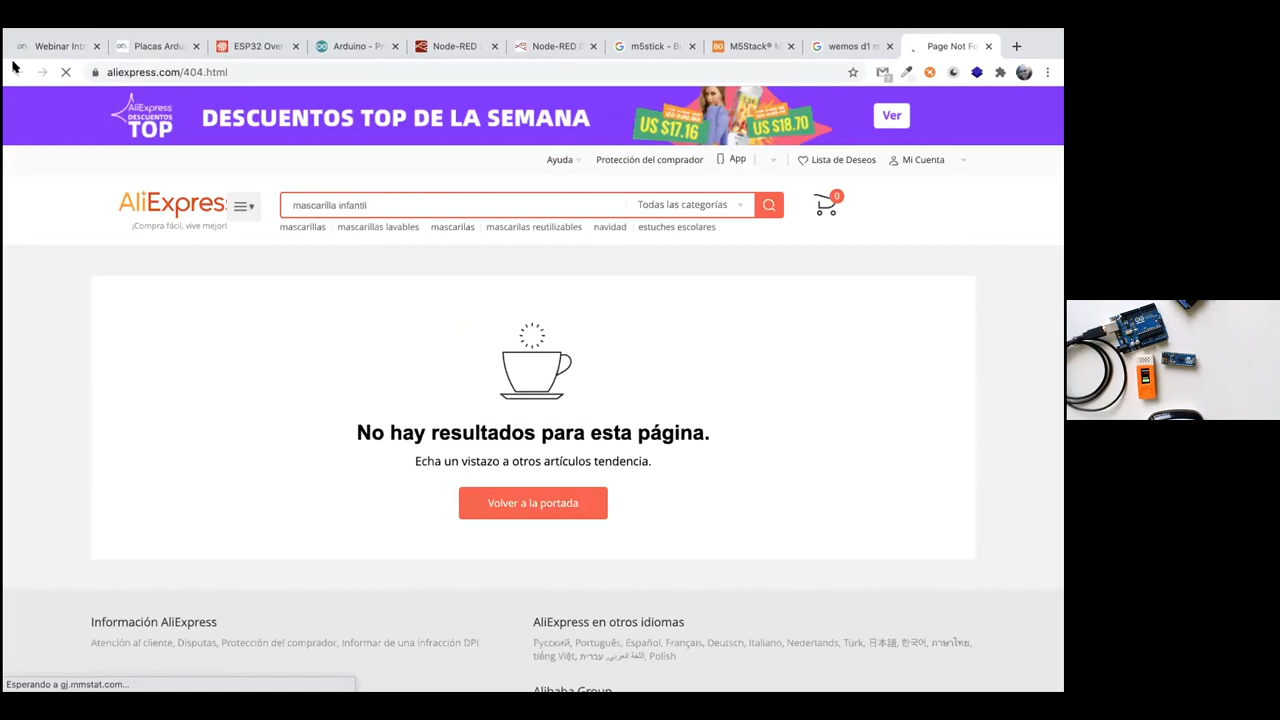 Webinar Int
Placas Ardu
ESP32 Over
Arduino - Pr
Node-RED
Node-RED D
m5stick - B
M5Stack® M
wemos d1 m
Page Not Fo
aliexpress.com/404.html
AliExpress
DESCUENTOS
TOP
DESCUENTOS TOP DE LA SEMANA
US $17.16
US $18.70
Ver
Ayuda
Protección del comprador
App
Lista de Deseos
Mi Cuenta
AliExpress
¡Compra fácil, vive mejor!
mascarilla infantil
Todas las categorías
0
mascarillas
mascarillas lavables
mascarilas
mascarilas reutilizables
navidad
estuches escolares
No hay resultados para esta página.
Echa un vistazo a otros artículos tendencia.
Volver a la portada
Información AliExpress
Atención al cliente, Disputas, Protección del comprador, Informar de una infracción DPI
AliExpress en otros idiomas
Pусский, Português, Español, Français, Deutsch, Italiano, Nederlands, Türk, 日本語, 한국어, ภาษาไทย,
tiếng Việt, اللغة العربية, עברית, Polish
Alibaba Group
Esperando a gj.mmstat.com...